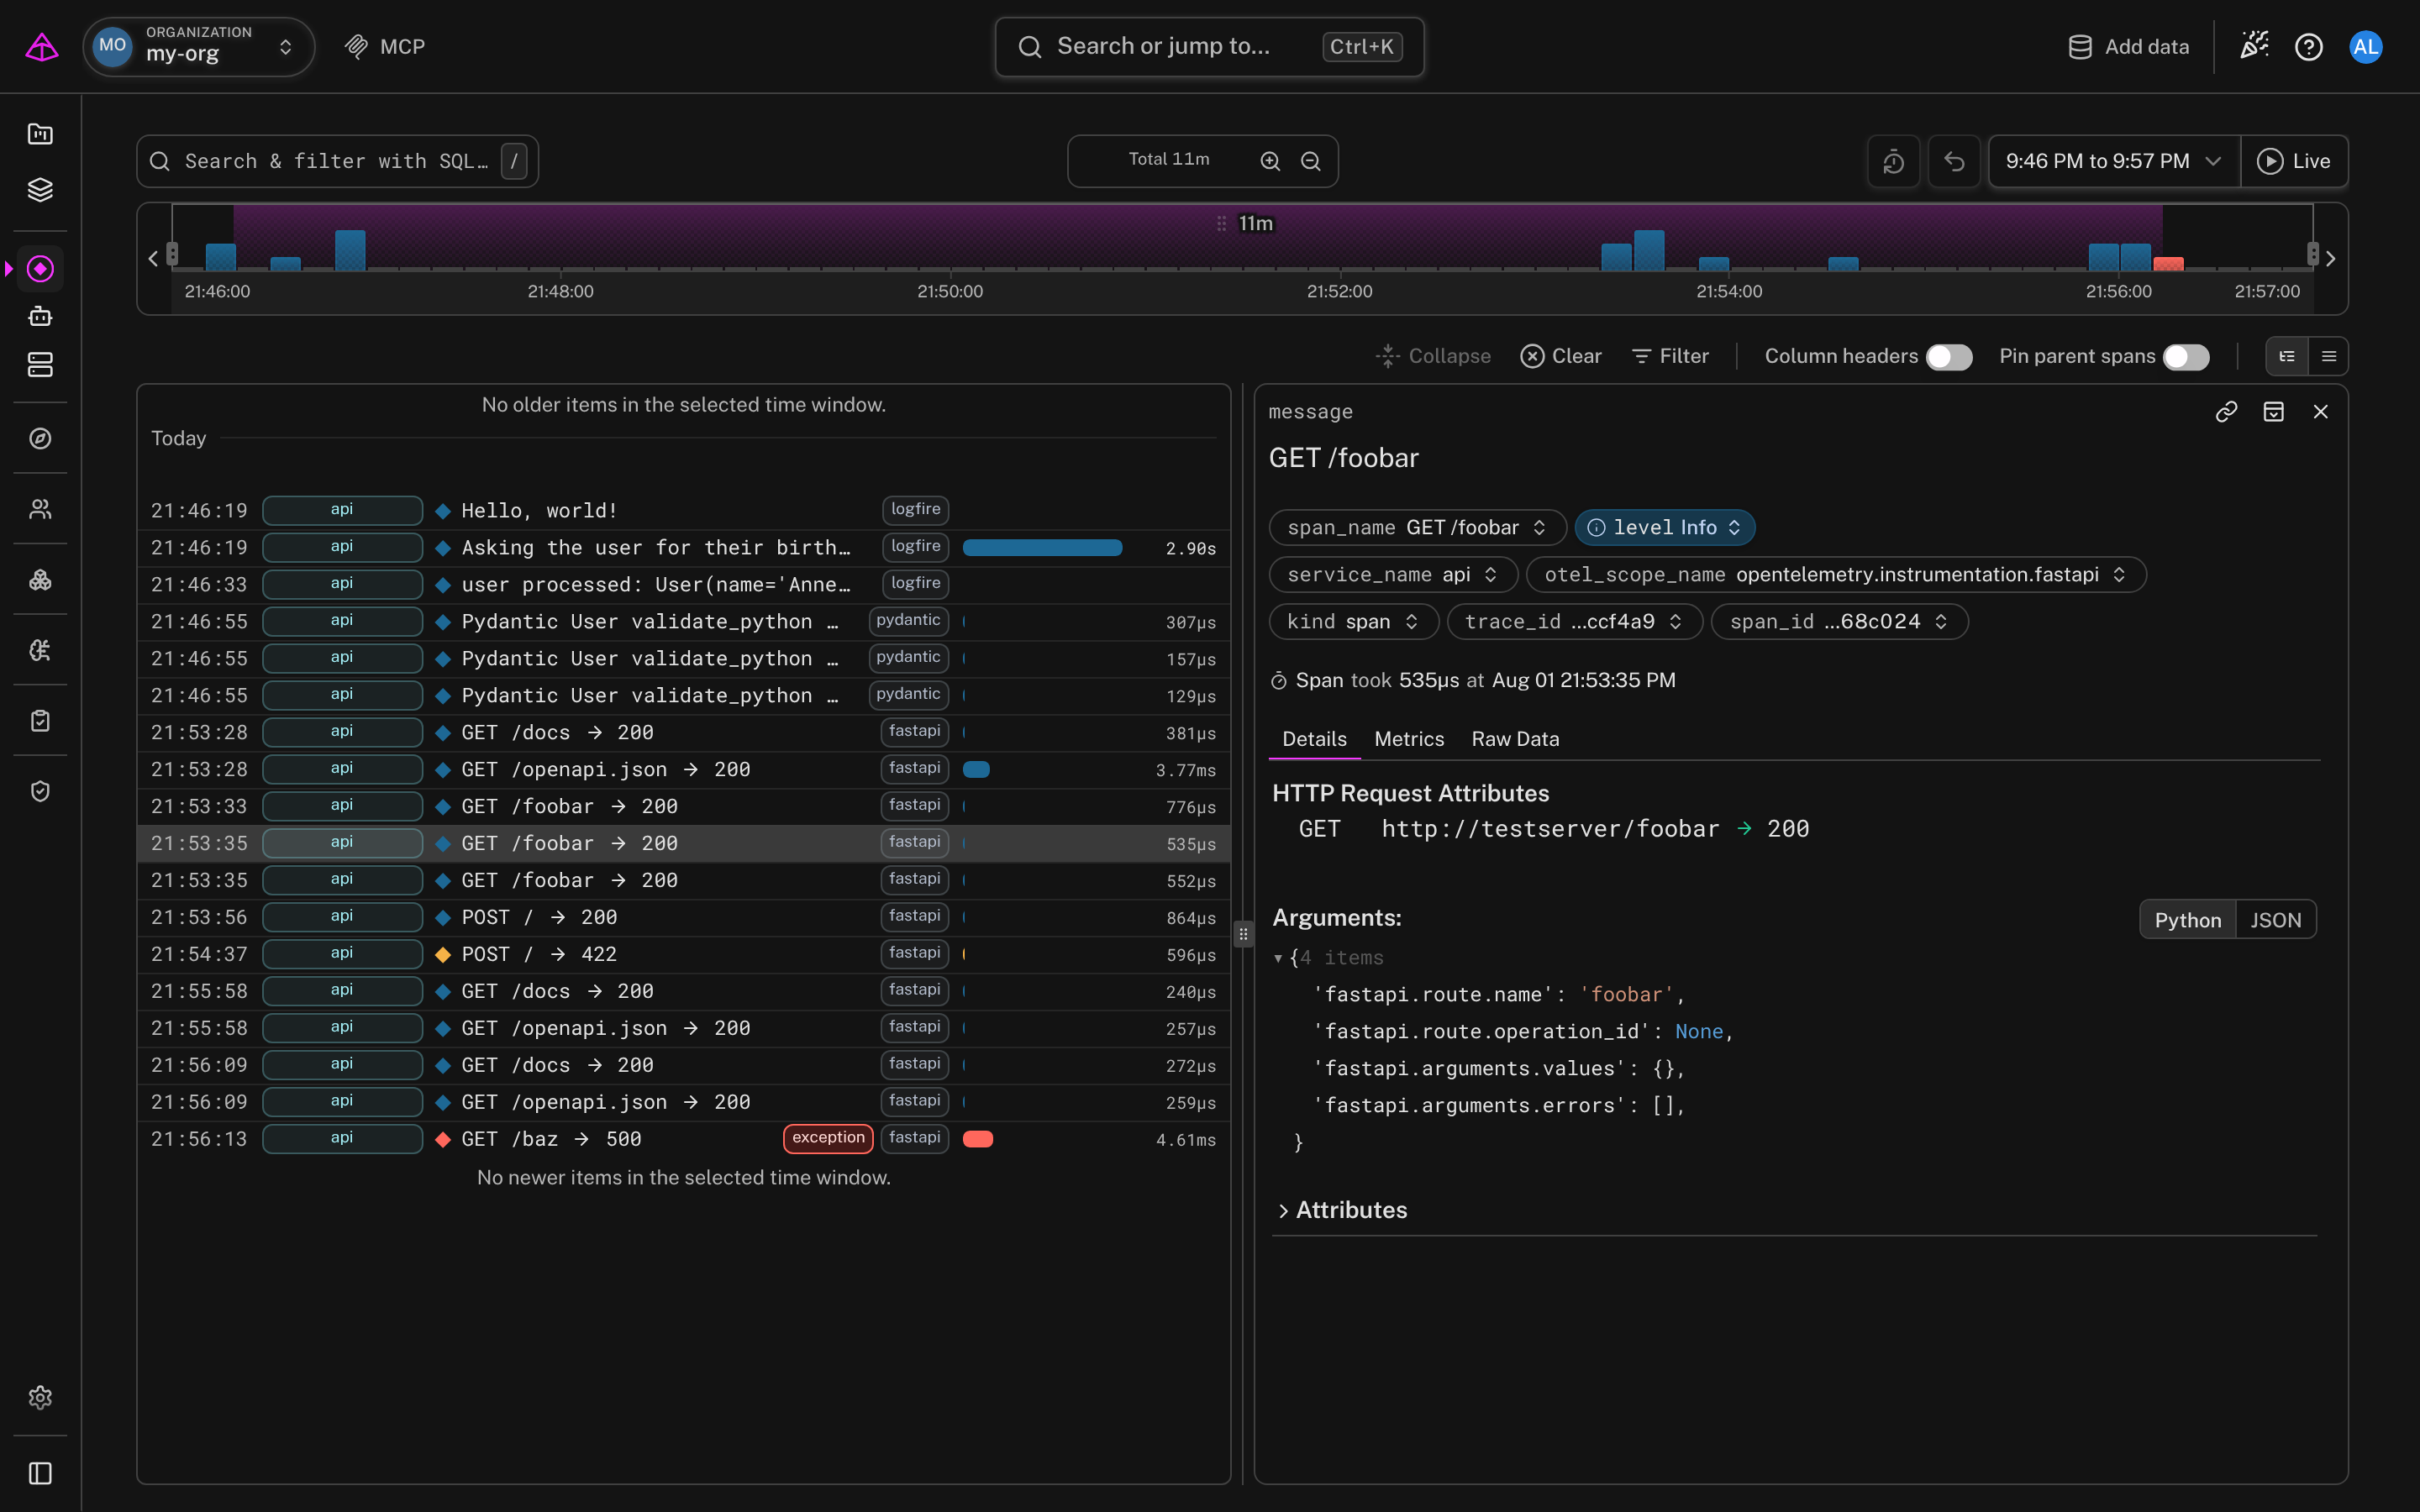 MO
ORGANIZATION
my-org
MCP
Search or jump to...
Ctrl+K
Add data
AL
Search & filter with SQL…
/
Total 11m
9:46 PM to 9:57 PM
Live
11m
21:46:00
21:48:00
21:50:00
21:52:00
21:54:00
21:56:00
21:57:00
Collapse
Clear
Filter
Column headers
Pin parent spans
No older items in the selected time window.
Today
21:46:19 api Hello, world! logfire
21:46:19 api Asking the user for their birth… logfire 2.90s
21:46:33 api user processed: User(name='Anne… logfire
21:46:55 api Pydantic User validate_python … pydantic 307µs
21:46:55 api Pydantic User validate_python … pydantic 157µs
21:46:55 api Pydantic User validate_python … pydantic 129µs
21:53:28 api GET /docs → 200 fastapi 381µs
21:53:28 api GET /openapi.json → 200 fastapi 3.77ms
21:53:33 api GET /foobar → 200 fastapi 776µs
21:53:35 api GET /foobar → 200 fastapi 535µs
21:53:35 api GET /foobar → 200 fastapi 552µs
21:53:56 api POST / → 200 fastapi 864µs
21:54:37 api POST / → 422 fastapi 596µs
21:55:58 api GET /docs → 200 fastapi 240µs
21:55:58 api GET /openapi.json → 200 fastapi 257µs
21:56:09 api GET /docs → 200 fastapi 272µs
21:56:09 api GET /openapi.json → 200 fastapi 259µs
21:56:13 api GET /baz → 500 exception fastapi 4.61ms
No newer items in the selected time window.
message
GET /foobar
span_name GET /foobar
level Info
service_name api
otel_scope_name opentelemetry.instrumentation.fastapi
kind span
trace_id …ccf4a9
span_id …68c024
Span took 535µs at Aug 01 21:53:35 PM
Details Metrics Raw Data
HTTP Request Attributes
GET http://testserver/foobar → 200
Arguments:
Python JSON
{4 items
'fastapi.route.name': 'foobar',
'fastapi.route.operation_id': None,
'fastapi.arguments.values': {},
'fastapi.arguments.errors': [],
}
Attributes